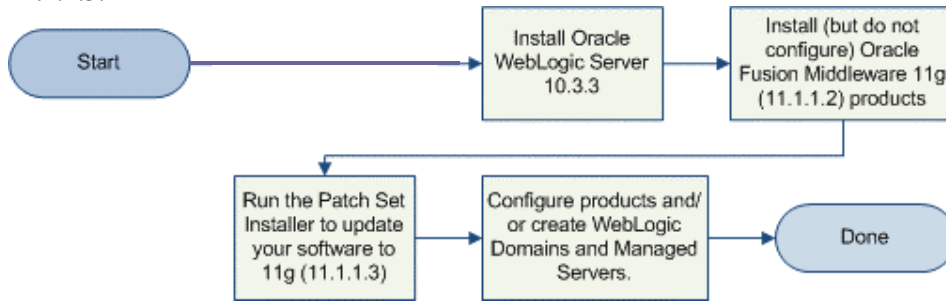 Start
Install Oracle
WebLogic Server
10.3.3
Install (but do not
configure) Oracle
Fusion Middleware 11g
(11.1.1.2) products
Run the Patch Set
Installer to update
your software to
11g (11.1.1.3)
Configure products and/
or create WebLogic
Domains and Managed
Servers.
Done